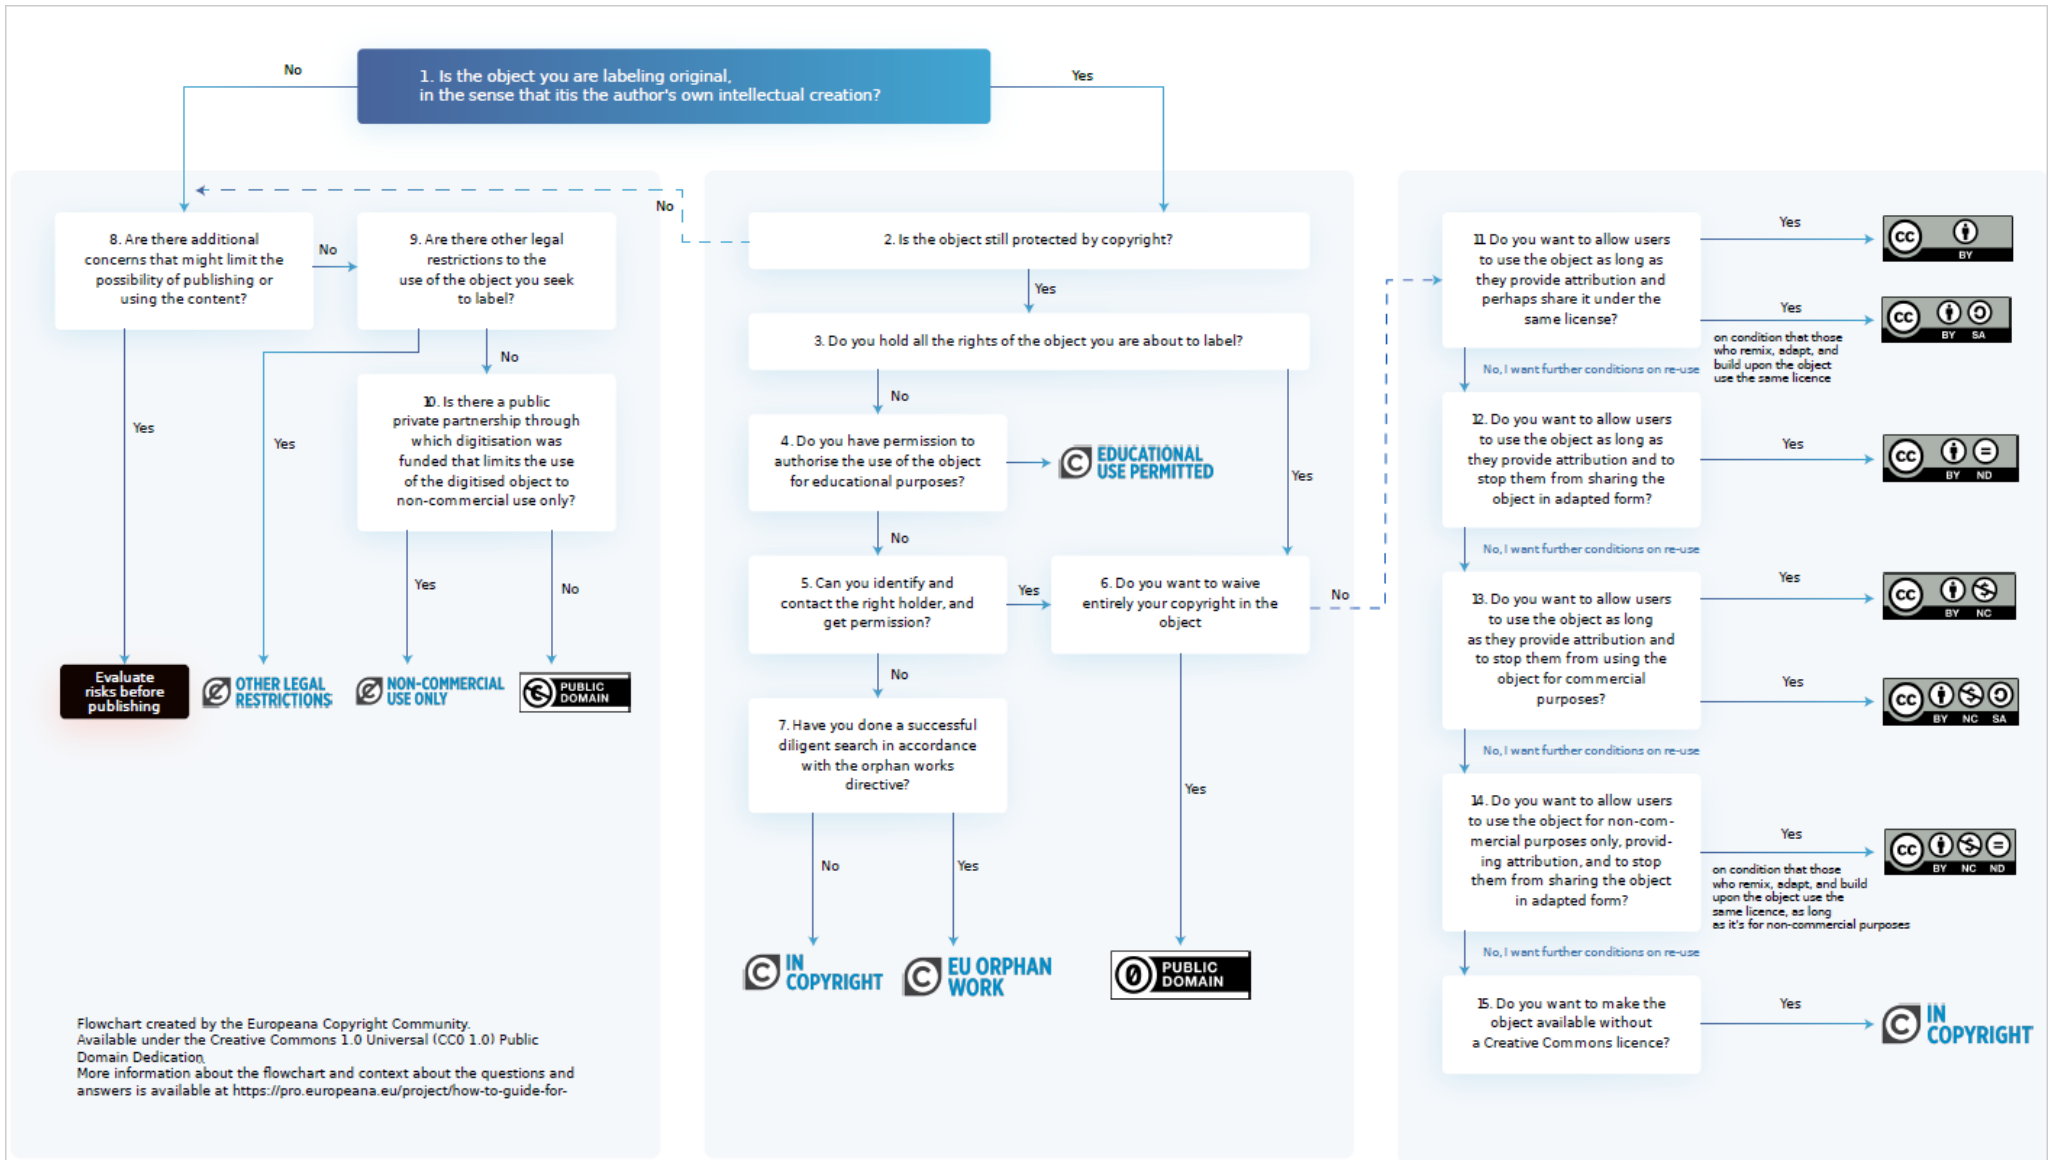 No
1. Is the object you are labeling original,
in the sense that itis the author's own intellectual creation?
Yes
8. Are there additional
concerns that might limit the
possibility of publishing or
using the content?
No
9. Are there other legal
restrictions to the
use of the object you seek
to label?
No
10. Is there a public
private partnership through
which digitisation was
funded that limits the use
of the digitised object to
non-commercial use only?
Yes
Yes
Yes
No
Evaluate
risks before
publishing
OTHER LEGAL
RESTRICTIONS
NON-COMMERCIAL
USE ONLY
PUBLIC
DOMAIN
Flowchart created by the Europeana Copyright Community.
Available under the Creative Commons 1.0 Universal (CC0 1.0) Public
Domain Dedication.
More information about the flowchart and context about the questions and
answers is available at https://pro.europeana.eu/project/how-to-guide-for-
No
2. Is the object still protected by copyright?
Yes
3. Do you hold all the rights of the object you are about to label?
No
4. Do you have permission to
authorise the use of the object
for educational purposes?
C EDUCATIONAL
USE PERMITTED
Yes
No
5. Can you identify and
contact the right holder, and
get permission?
Yes
6. Do you want to waive
entirely your copyright in the
object
No
No
7. Have you done a successful
diligent search in accordance
with the orphan works
directive?
Yes
No
Yes
C IN
COPYRIGHT
C EU ORPHAN
WORK
0 PUBLIC
DOMAIN
11. Do you want to allow users
to use the object as long as
they provide attribution and
perhaps share it under the
same license?
Yes
cc
BY
Yes
on condition that those
who remix, adapt, and
build upon the object
use the same licence
cc
BY SA
No, I want further conditions on re-use
12. Do you want to allow users
to use the object as long as
they provide attribution and to
stop them from sharing the
object in adapted form?
Yes
cc =
BY ND
No, I want further conditions on re-use
13. Do you want to allow users
to use the object as long
as they provide attribution and
to stop them from using the
object for commercial
purposes?
Yes
cc $
BY NC
Yes
cc $
BY NC SA
No, I want further conditions on re-use
14. Do you want to allow users
to use the object for non-com-
mercial purposes only, provid-
ing attribution, and to stop
them from sharing the object
in adapted form?
Yes
on condition that those
who remix, adapt, and build
upon the object use the
same licence, as long
as it's for non-commercial purposes
cc $ =
BY NC ND
No, I want further conditions on re-use
15. Do you want to make the
object available without
a Creative Commons licence?
Yes
C IN
COPYRIGHT